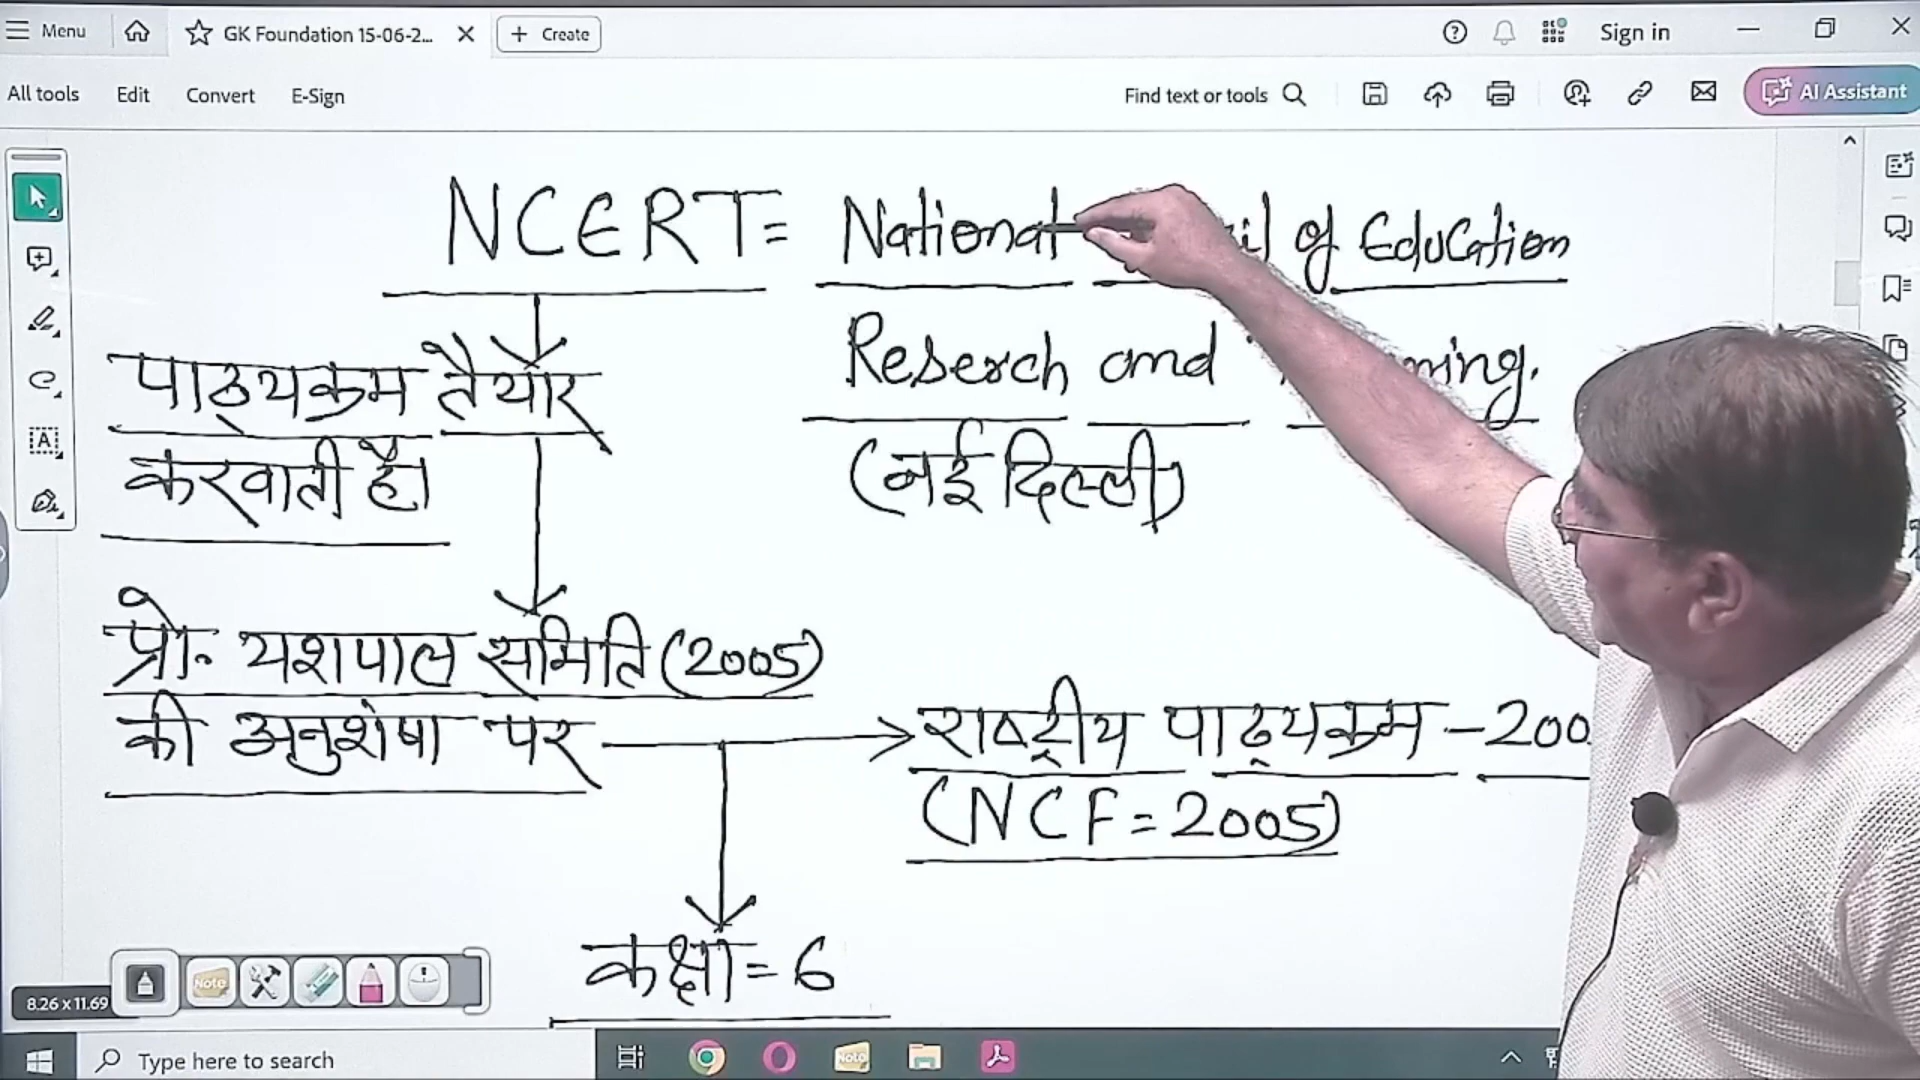 Menu
GK Foundation 15-06-2...
Create
Sign in
All tools
Edit
Convert
E-Sign
Find text or tools
AI Assistant
NCERT = National of Education
Reserch and
(नई दिल्ली)
पाठ्यक्रम तैयार
करवाती है।
प्रो. यशपाल समिति (2005)
की अनुशंषा पर
राष्ट्रीय पाठ्यक्रम - 200
(NCF = 2005)
कक्षा = 6
Note
8.26 x 11.69
Type here to search
Note